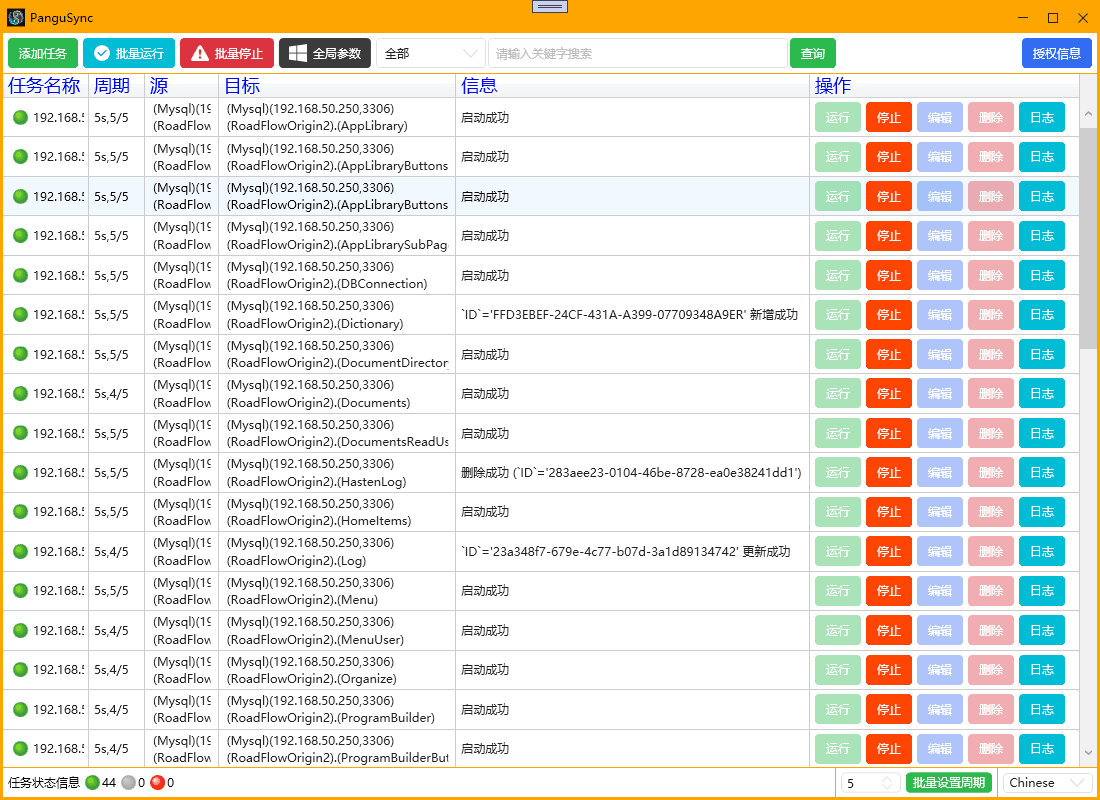 PanguSync
添加任务 批量运行 批量停止 全局参数 全部 请输入关键字搜索 查询 授权信息
任务名称 周期 源 目标 信息 操作
(Mysql)(19 (Mysql)(192.168.50.250,3306)
192.168.5 5s,5/5 启动成功 运行 停止 编辑 删除 日志
(RoadFlow (RoadFlowOrigin2).(AppLibrary)
(Mysql)(19 (Mysql)(192.168.50.250,3306)
192.168.5 5s,5/5 启动成功 运行 停止 编辑 删除 日志
(RoadFlow (RoadFlowOrigin2).(AppLibraryButtons
(Mysql)(19 (Mysql)(192.168.50.250,3306)
192.168.5 5s,5/5 启动成功 运行 停止 编辑 删除 日志
(RoadFlow (RoadFlowOrigin2).(AppLibraryButtons
(Mysql)(19 (Mysql)(192.168.50.250,3306)
192.168.5 5s,5/5 启动成功 运行 停止 编辑 删除 日志
(RoadFlow (RoadFlowOrigin2).(AppLibrarySubPage
(Mysql)(19 (Mysql)(192.168.50.250,3306)
192.168.5 5s,5/5 启动成功 运行 停止 编辑 删除 日志
(RoadFlow (RoadFlowOrigin2).(DBConnection)
(Mysql)(19 (Mysql)(192.168.50.250,3306)
192.168.5 5s,5/5 `ID`='FFD3EBEF-24CF-431A-A399-07709348A9ER' 新增成功 运行 停止 编辑 删除 日志
(RoadFlow (RoadFlowOrigin2).(Dictionary)
(Mysql)(19 (Mysql)(192.168.50.250,3306)
192.168.5 5s,5/5 启动成功 运行 停止 编辑 删除 日志
(RoadFlow (RoadFlowOrigin2).(DocumentDirector
(Mysql)(19 (Mysql)(192.168.50.250,3306)
192.168.5 5s,4/5 启动成功 运行 停止 编辑 删除 日志
(RoadFlow (RoadFlowOrigin2).(Documents)
(Mysql)(19 (Mysql)(192.168.50.250,3306)
192.168.5 5s,5/5 启动成功 运行 停止 编辑 删除 日志
(RoadFlow (RoadFlowOrigin2).(DocumentsReadUs
(Mysql)(19 (Mysql)(192.168.50.250,3306)
192.168.5 5s,5/5 删除成功 (`ID`='283aee23-0104-46be-8728-ea0e38241dd1') 运行 停止 编辑 删除 日志
(RoadFlow (RoadFlowOrigin2).(HastenLog)
(Mysql)(19 (Mysql)(192.168.50.250,3306)
192.168.5 5s,5/5 启动成功 运行 停止 编辑 删除 日志
(RoadFlow (RoadFlowOrigin2).(HomeItems)
(Mysql)(19 (Mysql)(192.168.50.250,3306)
192.168.5 5s,4/5 `ID`='23a348f7-679e-4c77-b07d-3a1d89134742' 更新成功 运行 停止 编辑 删除 日志
(RoadFlow (RoadFlowOrigin2).(Log)
(Mysql)(19 (Mysql)(192.168.50.250,3306)
192.168.5 5s,5/5 启动成功 运行 停止 编辑 删除 日志
(RoadFlow (RoadFlowOrigin2).(Menu)
(Mysql)(19 (Mysql)(192.168.50.250,3306)
192.168.5 5s,4/5 启动成功 运行 停止 编辑 删除 日志
(RoadFlow (RoadFlowOrigin2).(MenuUser)
(Mysql)(19 (Mysql)(192.168.50.250,3306)
192.168.5 5s,4/5 启动成功 运行 停止 编辑 删除 日志
(RoadFlow (RoadFlowOrigin2).(Organize)
(Mysql)(19 (Mysql)(192.168.50.250,3306)
192.168.5 5s,4/5 启动成功 运行 停止 编辑 删除 日志
(RoadFlow (RoadFlowOrigin2).(ProgramBuilder)
(Mysql)(19 (Mysql)(192.168.50.250,3306)
192.168.5 5s,4/5 启动成功 运行 停止 编辑 删除 日志
(RoadFlow (RoadFlowOrigin2).(ProgramBuilderBut
任务状态信息 44 0 0 5 批量设置周期 Chinese